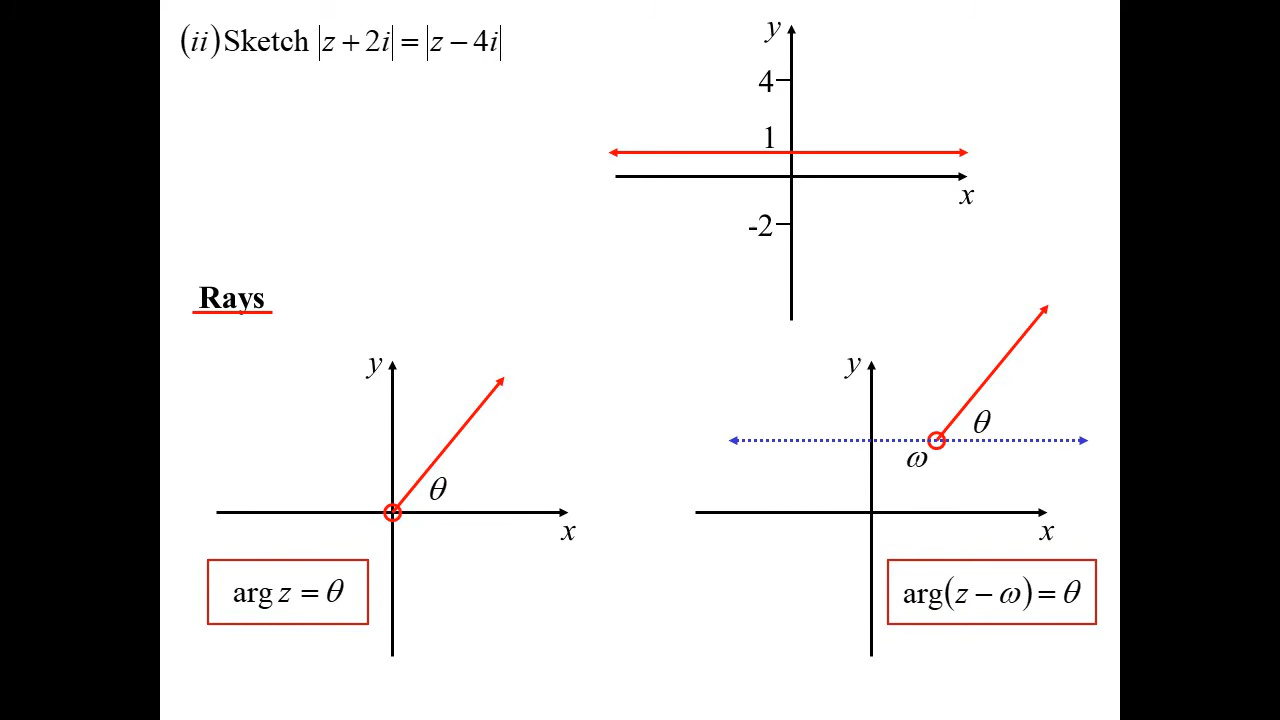 (ii) Sketch |z + 2i| = |z − 4i|
y
4
1
x
-2
Rays
y
θ
x
arg z = θ
y
θ
ω
x
arg(z − ω) = θ